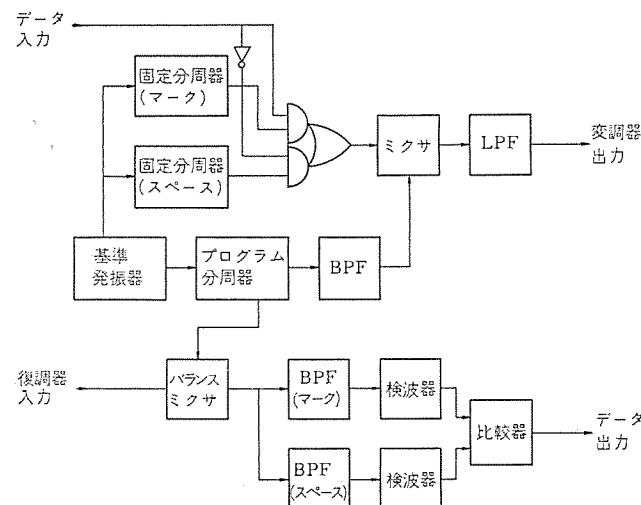 データ
入力
固定分周器
(マーク)
固定分周器
(スペース)
ミクサ
LPF
変調器
出力
基準
発振器
プログラム
分周器
BPF
復調器
入力
バランス
ミクサ
BPF
(マーク)
検波器
BPF
(スペース)
検波器
比較器
データ
出力